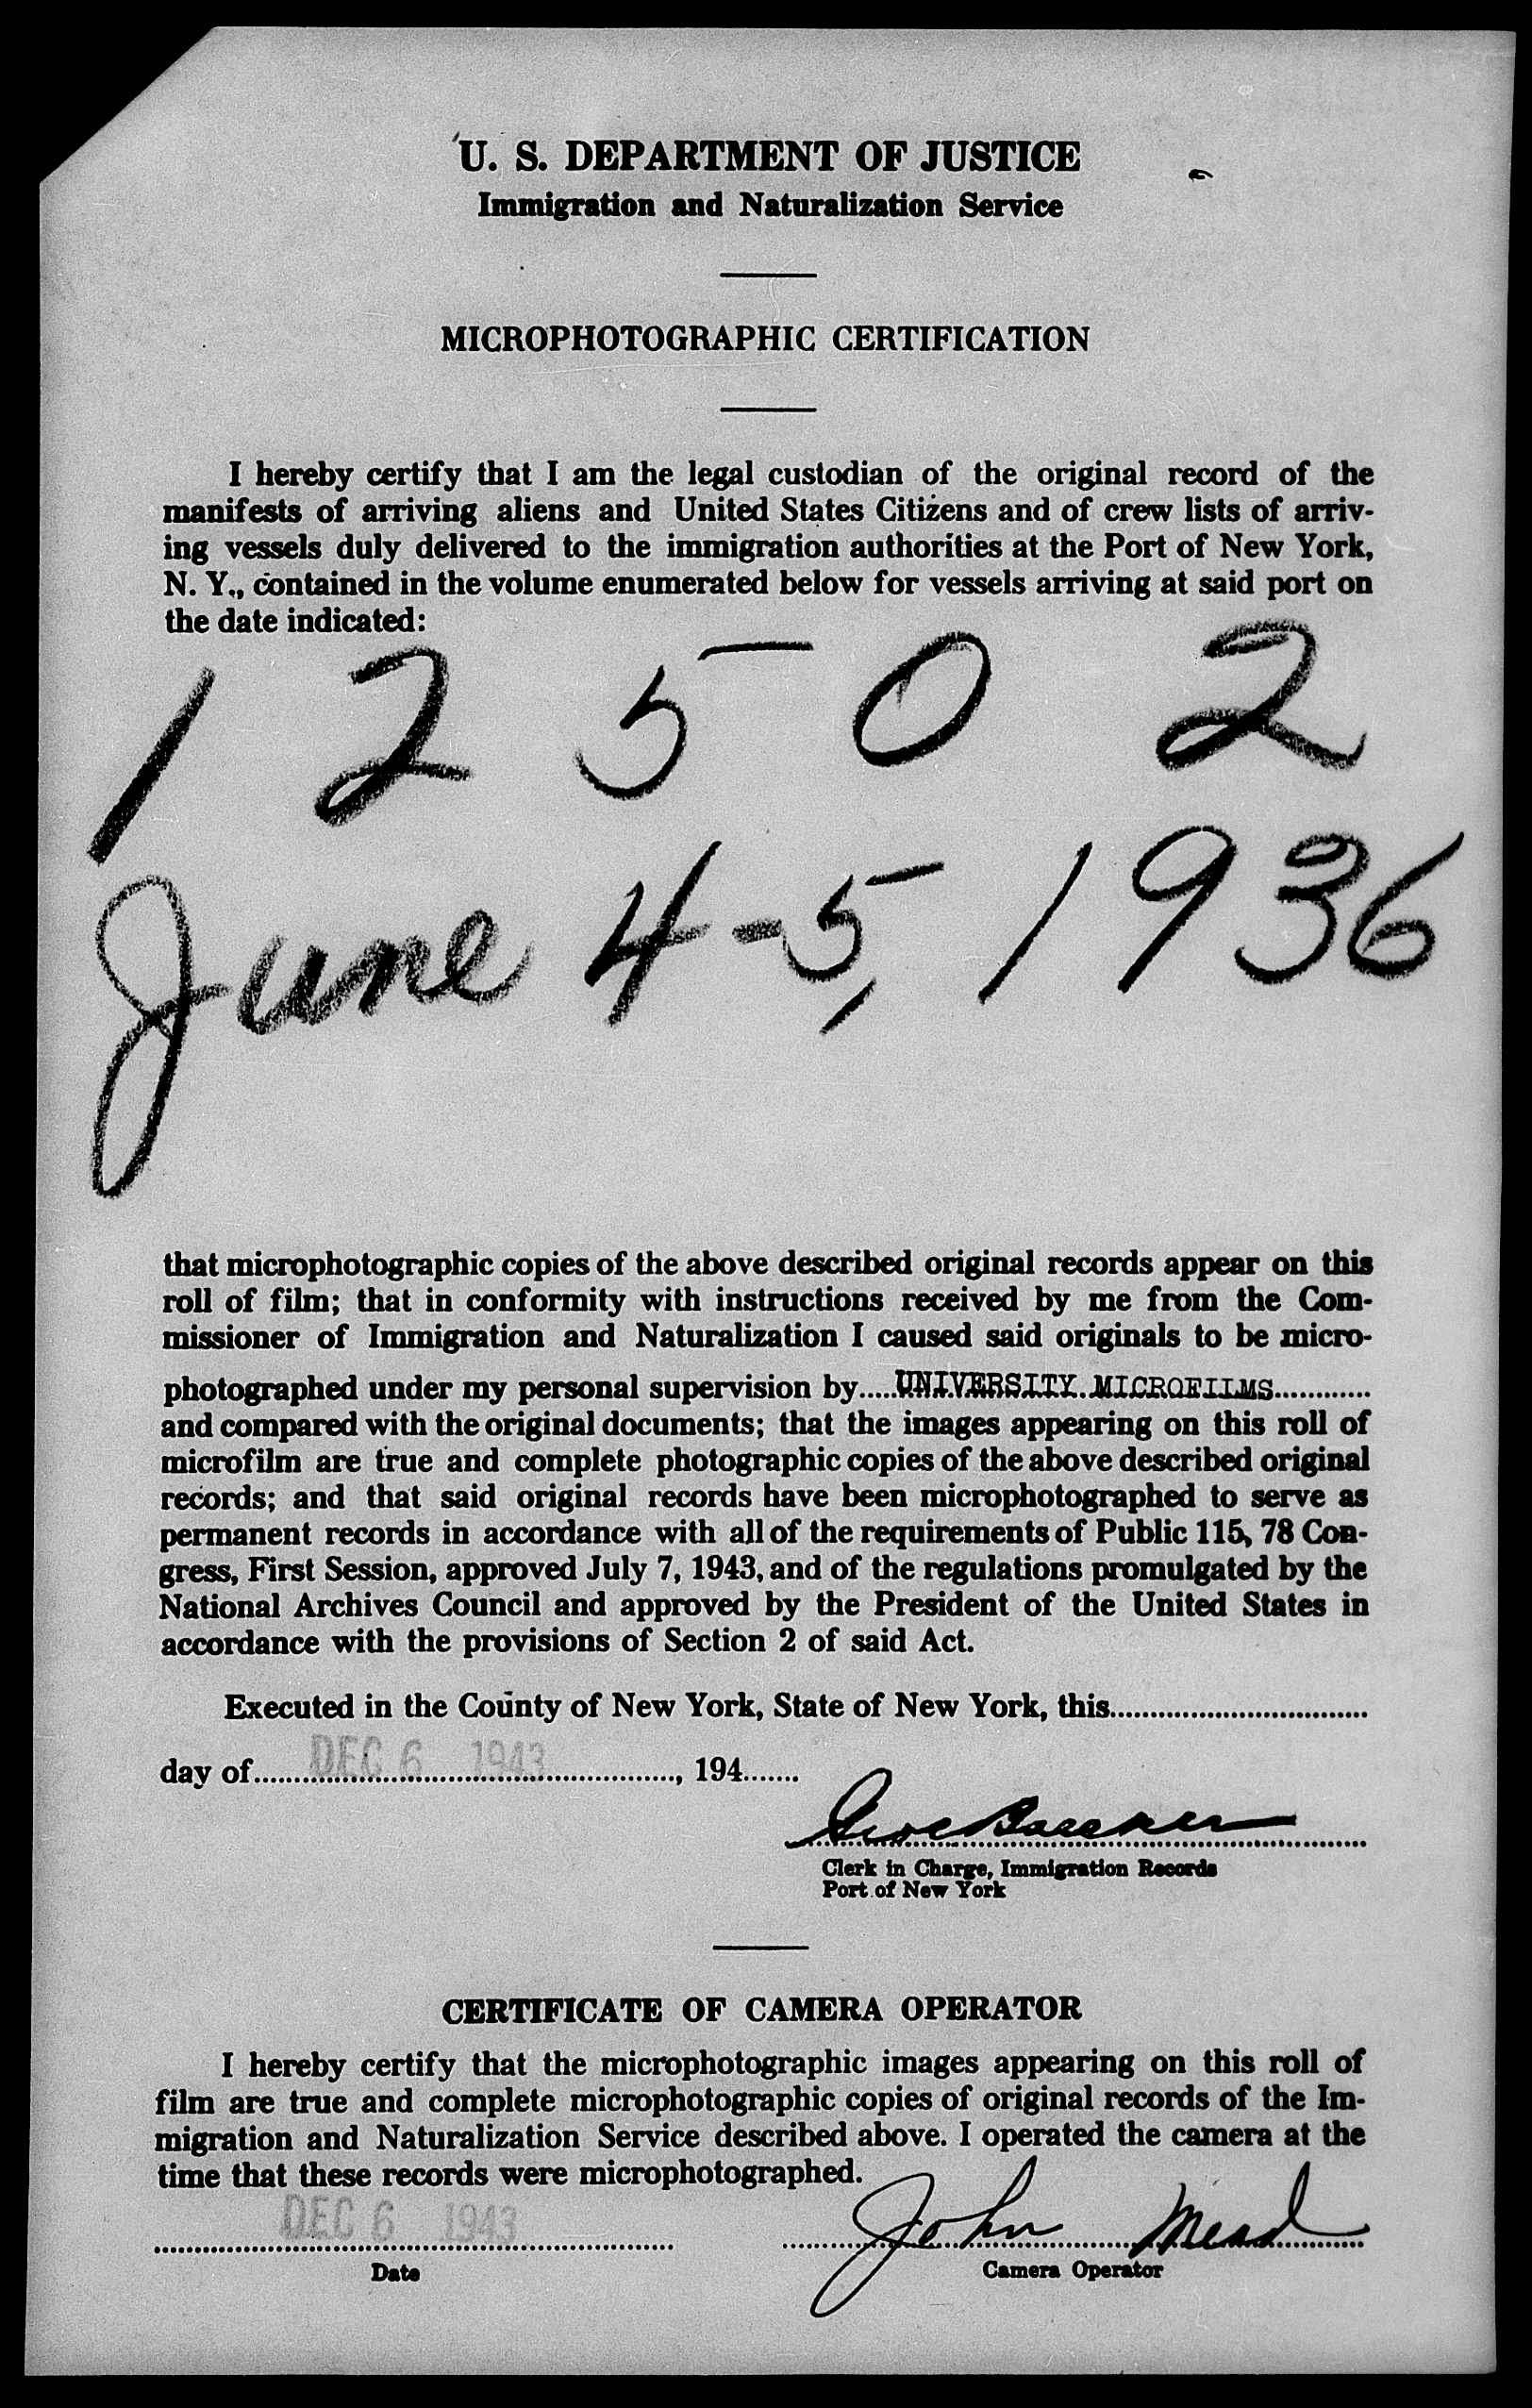 U. S. DEPARTMENT OF JUSTICE
Immigration and Naturalization Service
MICROPHOTOGRAPHIC CERTIFICATION
I hereby certify that I am the legal custodian of the original record of the
manifests of arriving aliens and United States Citizens and of crew lists of arriv-
ing vessels duly delivered to the immigration authorities at the Port of New York,
N. Y., contained in the volume enumerated below for vessels arriving at said port on
the date indicated:
1 2 5 0 2
June 4-5, 1936
that microphotographic copies of the above described original records appear on this
roll of film; that in conformity with instructions received by me from the Com-
missioner of Immigration and Naturalization I caused said originals to be micro-
photographed under my personal supervision by.....UNIVERSITY MICROFILMS............
and compared with the original documents; that the images appearing on this roll of
microfilm are true and complete photographic copies of the above described original
records; and that said original records have been microphotographed to serve as
permanent records in accordance with all of the requirements of Public 115, 78 Con-
gress, First Session, approved July 7, 1943, and of the regulations promulgated by the
National Archives Council and approved by the President of the United States in
accordance with the provisions of Section 2 of said Act.
Executed in the County of New York, State of New York, this................................
day of.....DEC 6 1943....., 194.......
Clerk in Charge, Immigration Records
Port of New York
CERTIFICATE OF CAMERA OPERATOR
I hereby certify that the microphotographic images appearing on this roll of
film are true and complete microphotographic copies of original records of the Im-
migration and Naturalization Service described above. I operated the camera at the
time that these records were microphotographed.
DEC 6 1943 John Mead
Date Camera Operator